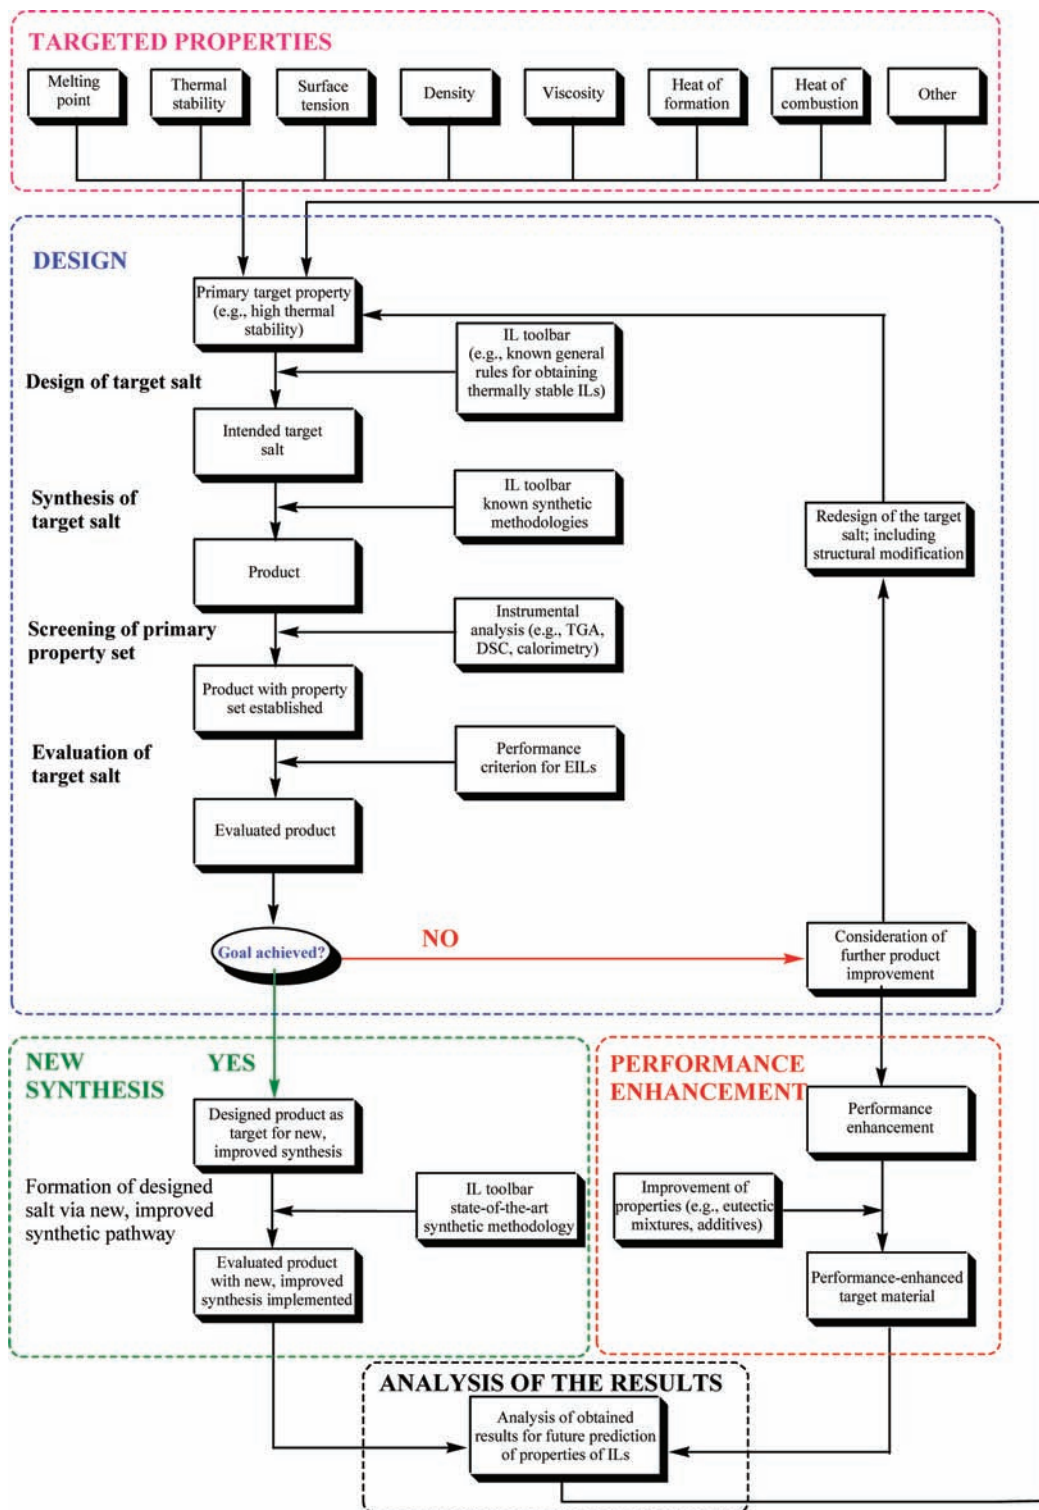 TARGETED PROPERTIES
Melting
point
Thermal
stability
Surface
tension
Density
Viscosity
Heat of
formation
Heat of
combustion
Other
DESIGN
Primary target property
(e.g., high thermal
stability)
IL toolbar
(e.g., known general
rules for obtaining
thermally stable ILs)
Design of target salt
Intended target
salt
Synthesis of
target salt
IL toolbar
known synthetic
methodologies
Redesign of the target
salt; including
structural modification
Product
Screening of primary
property set
Instrumental
analysis (e.g., TGA,
DSC, calorimetry)
Product with property
set established
Evaluation of
target salt
Performance
criterion for EILs
Evaluated product
Goal achieved?
NO
Consideration of
further product
improvement
NEW
SYNTHESIS
YES
Designed product as
target for new,
improved synthesis
Formation of designed
salt via new, improved
synthetic pathway
IL toolbar
state-of-the-art
synthetic methodology
Evaluated product
with new, improved
synthesis implemented
PERFORMANCE
ENHANCEMENT
Performance
enhancement
Improvement of
properties (e.g., eutectic
mixtures, additives)
Performance-enhanced
target material
ANALYSIS OF THE RESULTS
Analysis of obtained
results for future prediction
of properties of ILs